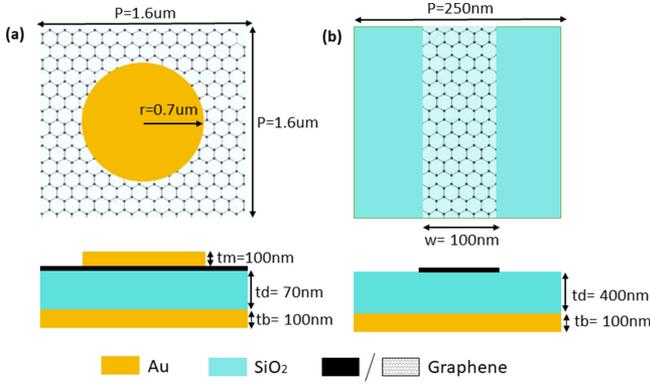 P=1.6um
(a)
r=0.7um
P=1.6um
tm=100nm
td= 70nm
tb= 100nm
P=250nm
(b)
w= 100nm
td= 400nm
tb= 100nm
Au
SiO2
/
Graphene